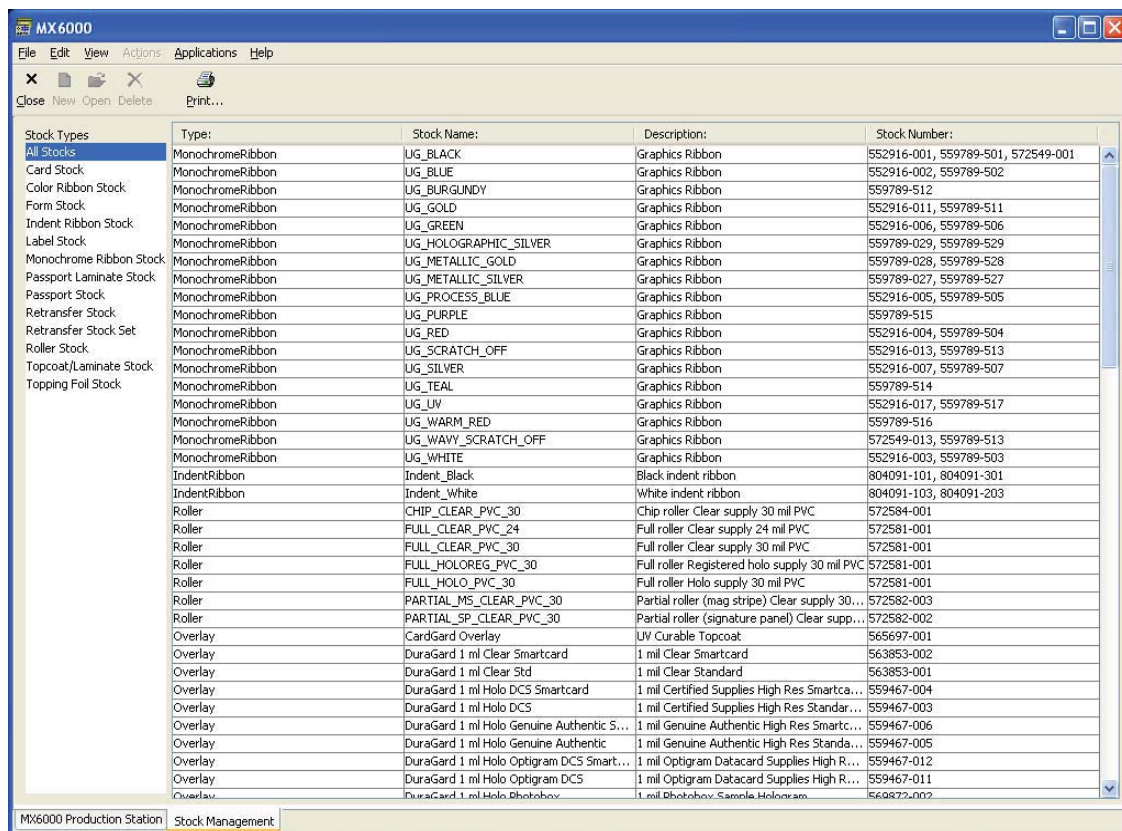 MX6000
File Edit View Actions Applications Help
Close New Open Delete Print...
Stock Types
All Stocks
Card Stock
Color Ribbon Stock
Form Stock
Indent Ribbon Stock
Label Stock
Monochrome Ribbon Stock
Passport Laminate Stock
Passport Stock
Retransfer Stock
Retransfer Stock Set
Roller Stock
Topcoat/Laminate Stock
Topping Foil Stock
Type: Stock Name: Description: Stock Number:
MonochromeRibbon UG_BLACK Graphics Ribbon 552916-001, 559789-501, 572549-001
MonochromeRibbon UG_BLUE Graphics Ribbon 552916-002, 559789-502
MonochromeRibbon UG_BURGUNDY Graphics Ribbon 559789-512
MonochromeRibbon UG_GOLD Graphics Ribbon 552916-011, 559789-511
MonochromeRibbon UG_GREEN Graphics Ribbon 552916-006, 559789-506
MonochromeRibbon UG_HOLOGRAPHIC_SILVER Graphics Ribbon 559789-029, 559789-529
MonochromeRibbon UG_METALLIC_GOLD Graphics Ribbon 559789-028, 559789-528
MonochromeRibbon UG_METALLIC_SILVER Graphics Ribbon 559789-027, 559789-527
MonochromeRibbon UG_PROCESS_BLUE Graphics Ribbon 552916-005, 559789-505
MonochromeRibbon UG_PURPLE Graphics Ribbon 559789-515
MonochromeRibbon UG_RED Graphics Ribbon 552916-004, 559789-504
MonochromeRibbon UG_SCRATCH_OFF Graphics Ribbon 552916-013, 559789-513
MonochromeRibbon UG_SILVER Graphics Ribbon 552916-007, 559789-507
MonochromeRibbon UG_TEAL Graphics Ribbon 559789-514
MonochromeRibbon UG_UV Graphics Ribbon 552916-017, 559789-517
MonochromeRibbon UG_WARM_RED Graphics Ribbon 559789-516
MonochromeRibbon UG_WAVY_SCRATCH_OFF Graphics Ribbon 572549-013, 559789-513
MonochromeRibbon UG_WHITE Graphics Ribbon 552916-003, 559789-503
IndentRibbon Indent_Black Black indent ribbon 804091-101, 804091-301
IndentRibbon Indent_White White indent ribbon 804091-103, 804091-203
Roller CHIP_CLEAR_PVC_30 Chip roller Clear supply 30 mil PVC 572584-001
Roller FULL_CLEAR_PVC_24 Full roller Clear supply 24 mil PVC 572581-001
Roller FULL_CLEAR_PVC_30 Full roller Clear supply 30 mil PVC 572581-001
Roller FULL_HOLOREG_PVC_30 Full roller Registered holo supply 30 mil PVC 572581-001
Roller FULL_HOLO_PVC_30 Full roller Holo supply 30 mil PVC 572581-001
Roller PARTIAL_MS_CLEAR_PVC_30 Partial roller (mag stripe) Clear supply 30... 572582-003
Roller PARTIAL_SP_CLEAR_PVC_30 Partial roller (signature panel) Clear supp... 572582-002
Overlay CardGard Overlay UV Curable Topcoat 565697-001
Overlay DuraGard 1 ml Clear Smartcard 1 mil Clear Smartcard 563853-002
Overlay DuraGard 1 ml Clear Std 1 mil Clear Standard 563853-001
Overlay DuraGard 1 ml Holo DCS Smartcard 1 mil Certified Supplies High Res Smartca... 559467-004
Overlay DuraGard 1 ml Holo DCS 1 mil Certified Supplies High Res Standar... 559467-003
Overlay DuraGard 1 ml Holo Genuine Authentic S... 1 mil Genuine Authentic High Res Smartc... 559467-006
Overlay DuraGard 1 ml Holo Genuine Authentic 1 mil Genuine Authentic High Res Standa... 559467-005
Overlay DuraGard 1 ml Holo Optigram DCS Smart... 1 mil Optigram Datacard Supplies High R... 559467-012
Overlay DuraGard 1 ml Holo Optigram DCS 1 mil Optigram Datacard Supplies High R... 559467-011
Overlay DuraGard 1 ml Holo Photobox 1 mil Photobox Sample Hologram 569872-002
MX6000 Production Station Stock Management